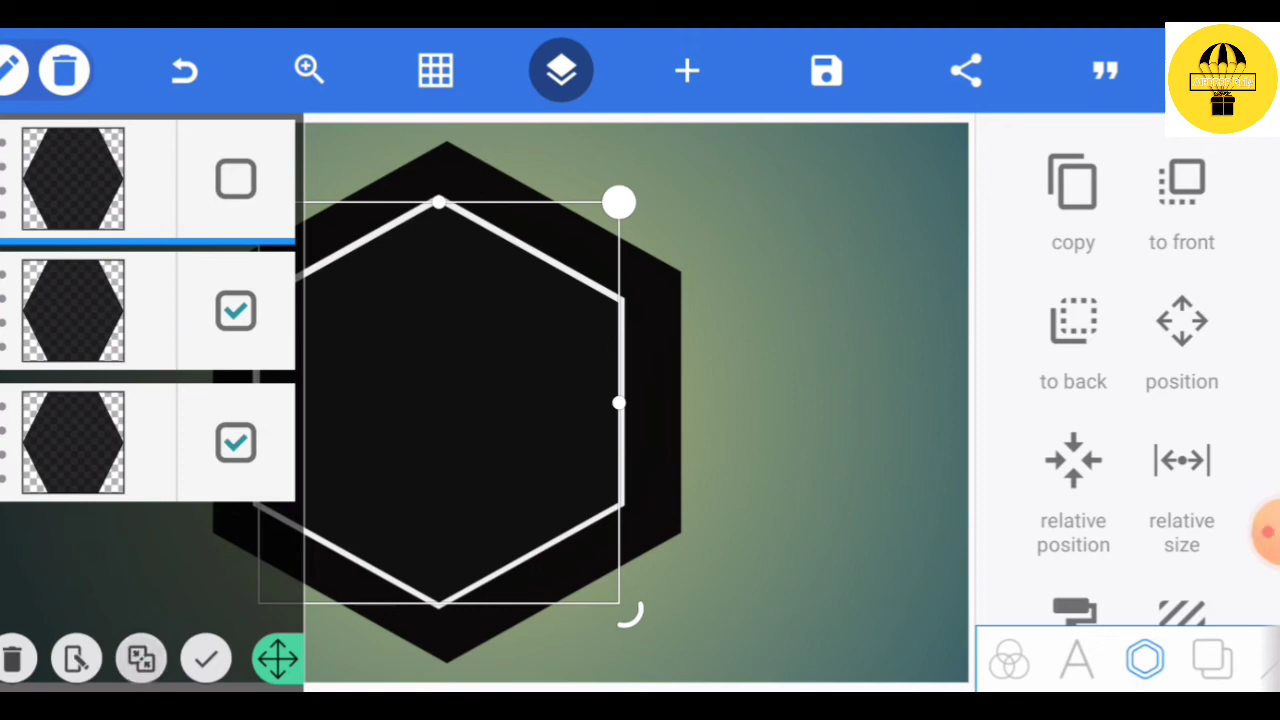 copy
to front
to back
position
relative
position
relative
size